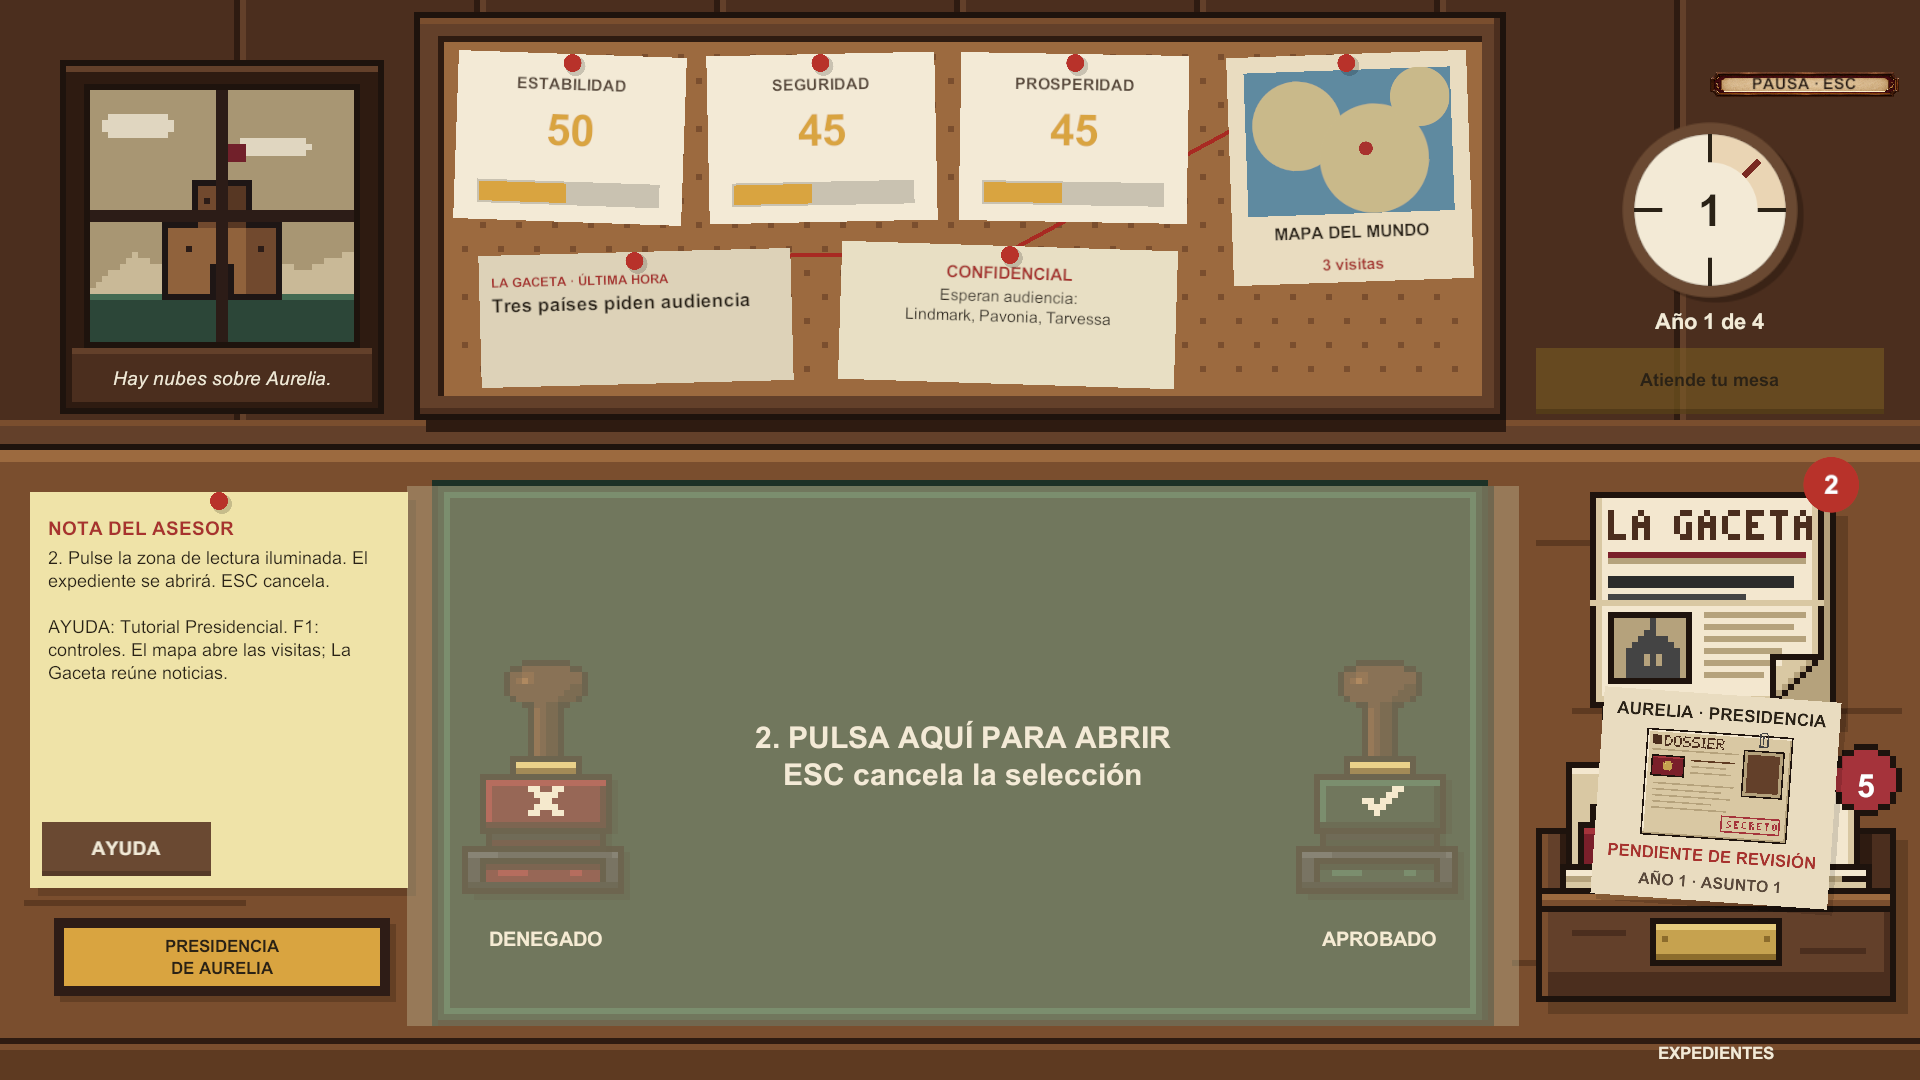 ESTABILIDAD
50
SEGURIDAD
45
PROSPERIDAD
45
MAPA DEL MUNDO
3 visitas
PAUSA · ESC
1
Año 1 de 4
Atiende tu mesa
Hay nubes sobre Aurelia.
LA GACETA · ÚLTIMA HORA
Tres países piden audiencia
CONFIDENCIAL
Esperan audiencia:
Lindmark, Pavonia, Tarvessa
NOTA DEL ASESOR
2. Pulse la zona de lectura iluminada. El
expediente se abrirá. ESC cancela.
AYUDA: Tutorial Presidencial. F1:
controles. El mapa abre las visitas; La
Gaceta reúne noticias.
AYUDA
PRESIDENCIA
DE AURELIA
2. PULSA AQUÍ PARA ABRIR
ESC cancela la selección
DENEGADO
APROBADO
2
LA GACETA
AURELIA · PRESIDENCIA
DOSSIER
SECRETO
PENDIENTE DE REVISIÓN
AÑO 1 · ASUNTO 1
5
EXPEDIENTES